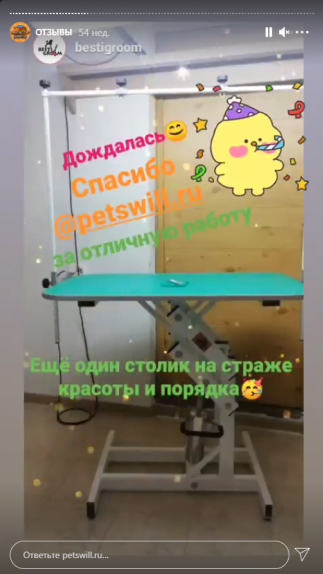 ОТЗЫВЫ 54 нед.
bestigroom
Дождалась😊
Спасибо
@petswill.ru
за отличную работу
Ещё один столик на страже
красоты и порядка🥳
Ответьте petswill.ru...